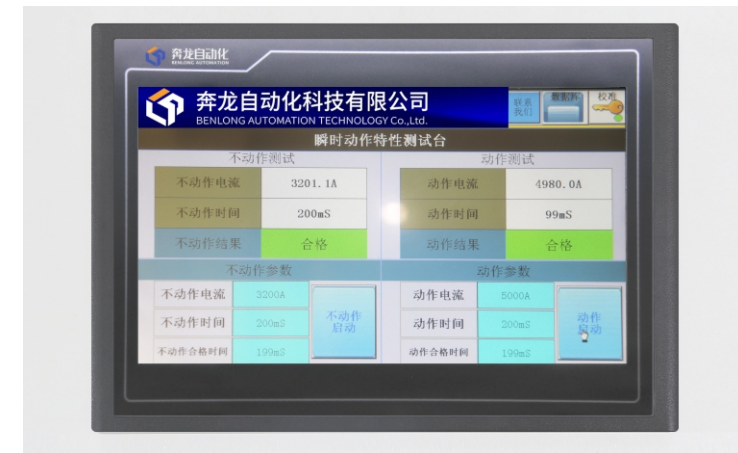 奔龙自动化
BENLONG AUTOMATION
奔龙自动化科技有限公司
BENLONG AUTOMATION TECHNOLOGY Co.,Ltd.
联系
我们
数据库
校准
瞬时动作特性测试台
不动作测试 动作测试
不动作电流 3201.1A 动作电流 4980.0A
不动作时间 200mS 动作时间 99mS
不动作结果 合格 动作结果 合格
不动作参数 动作参数
不动作电流 3200A 动作电流 5000A
不动作时间 200mS 不动作启动 动作时间 200mS 动作启动
不动作合格时间 199mS 动作合格时间 199mS